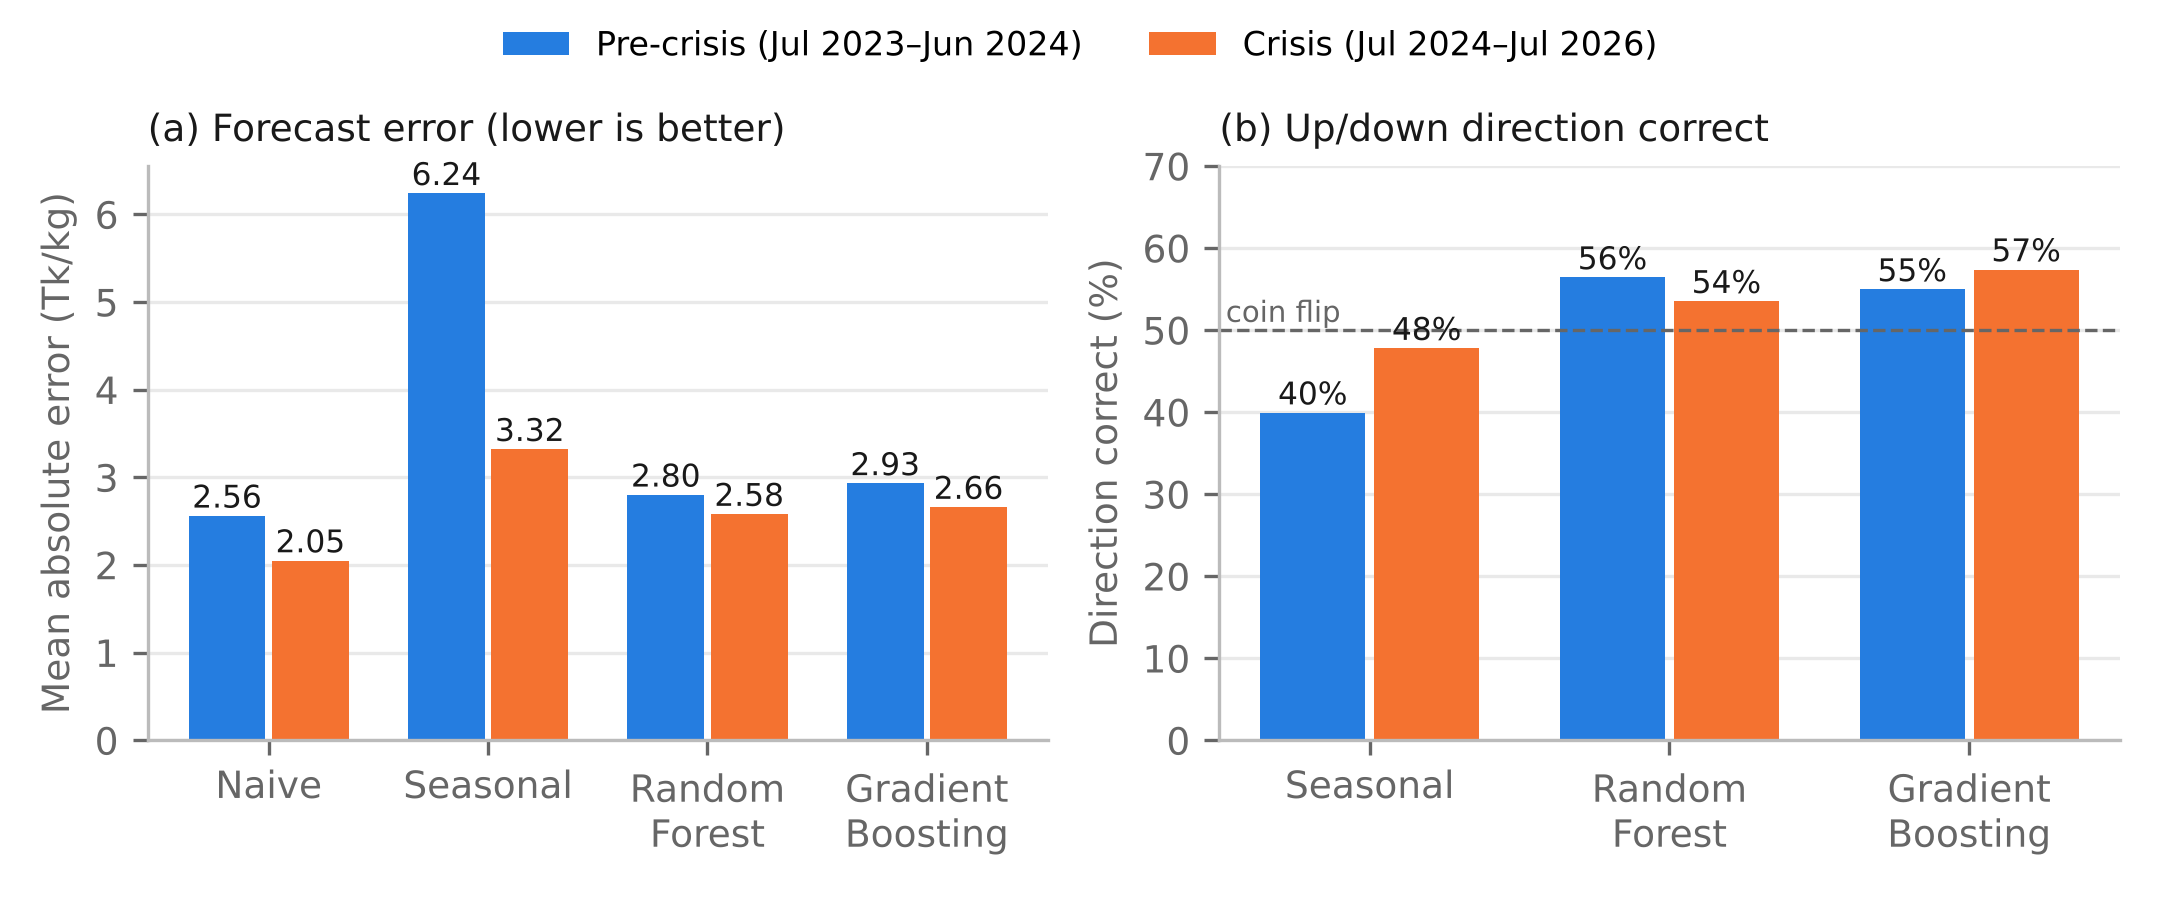 Pre-crisis (Jul 2023–Jun 2024) Crisis (Jul 2024–Jul 2026)
(a) Forecast error (lower is better)
Mean absolute error (Tk/kg)
6
5
4
3
2
1
0
2.56
2.05
6.24
3.32
2.80
2.58
2.93
2.66
Naive
Seasonal
Random
Forest
Gradient
Boosting
(b) Up/down direction correct
Direction correct (%)
70
60
50
40
30
20
10
0
coin flip
40%
48%
56%
54%
55%
57%
Seasonal
Random
Forest
Gradient
Boosting